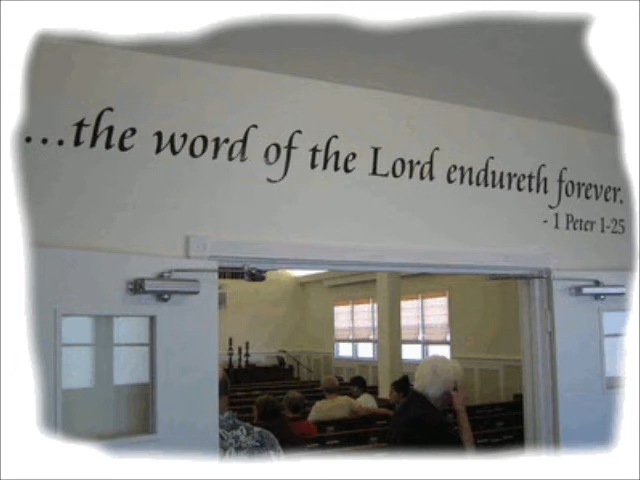 ...the word of the Lord endureth forever.
- 1 Peter 1-25